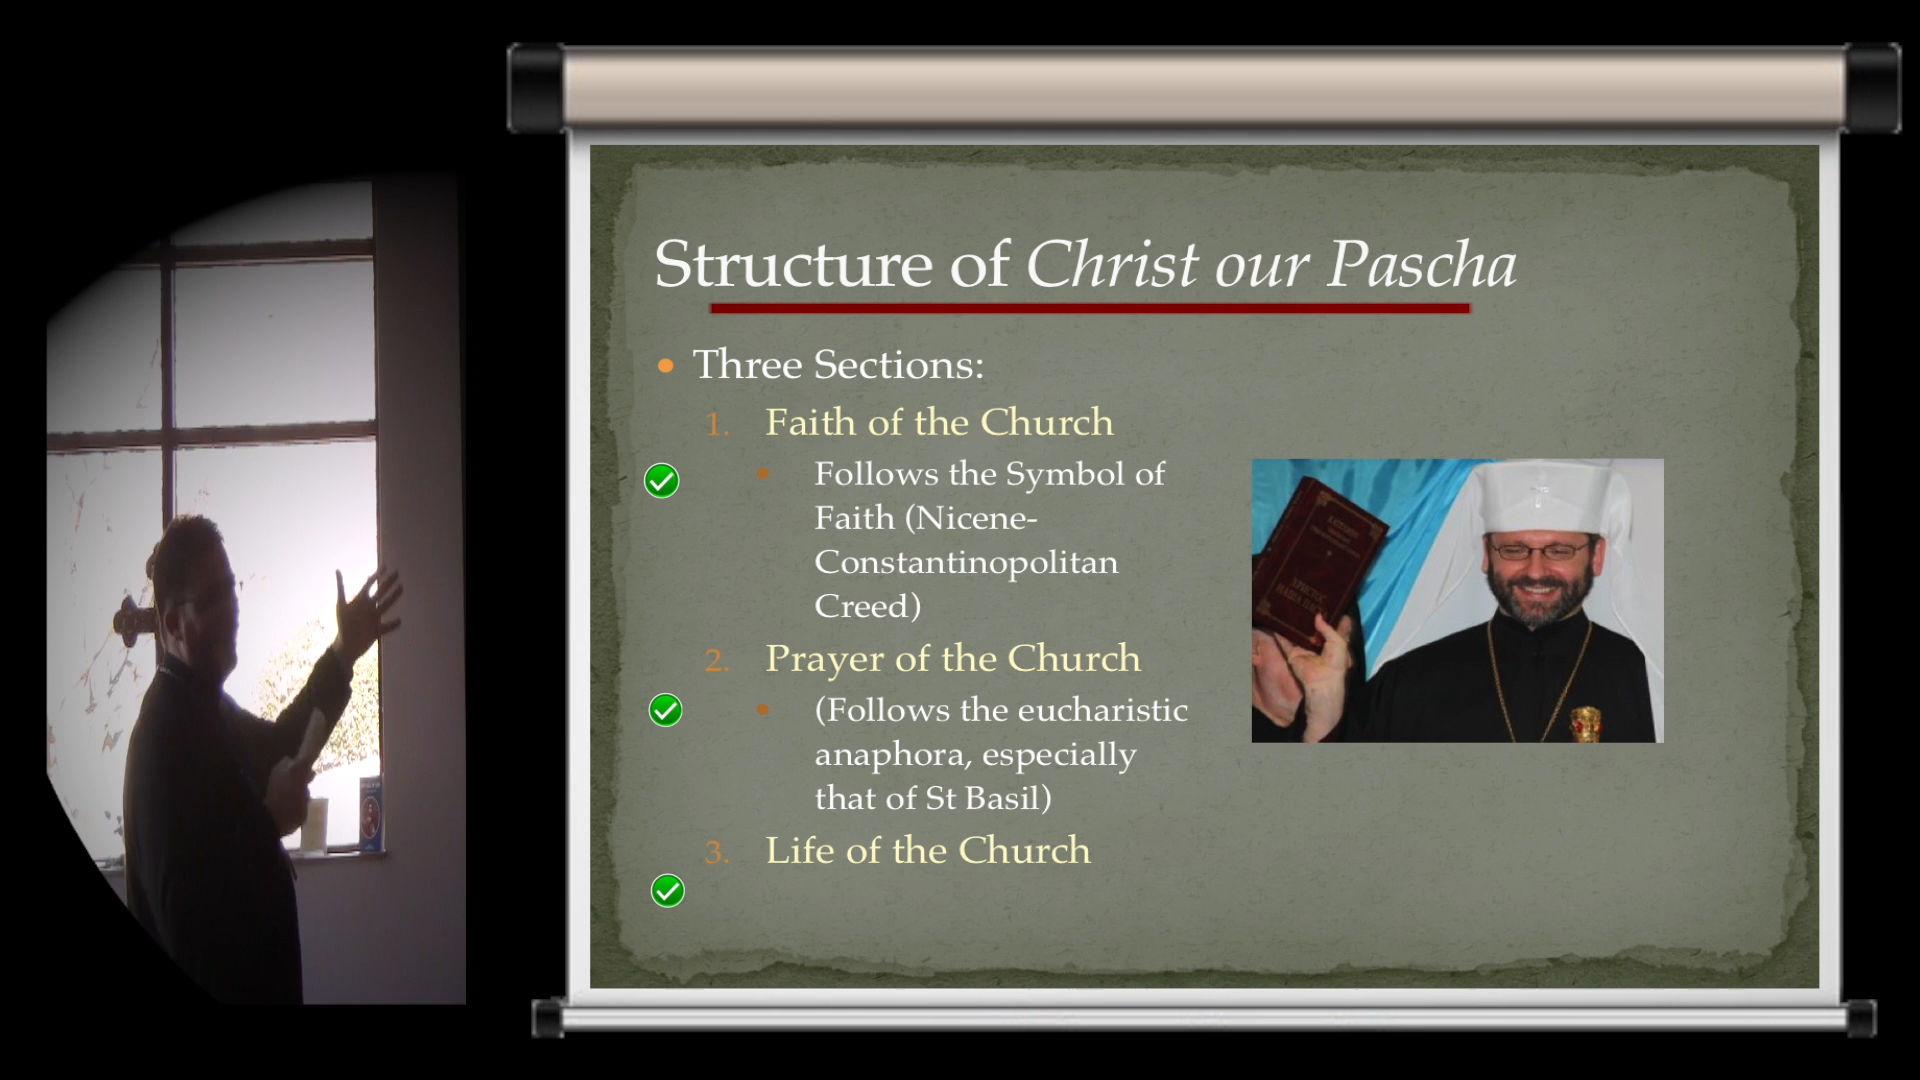 Structure of Christ our Pascha
• Three Sections:
1. Faith of the Church
• Follows the Symbol of
Faith (Nicene-
Constantinopolitan
Creed)
2. Prayer of the Church
• (Follows the eucharistic
anaphora, especially
that of St Basil)
3. Life of the Church
ХРИСТОС